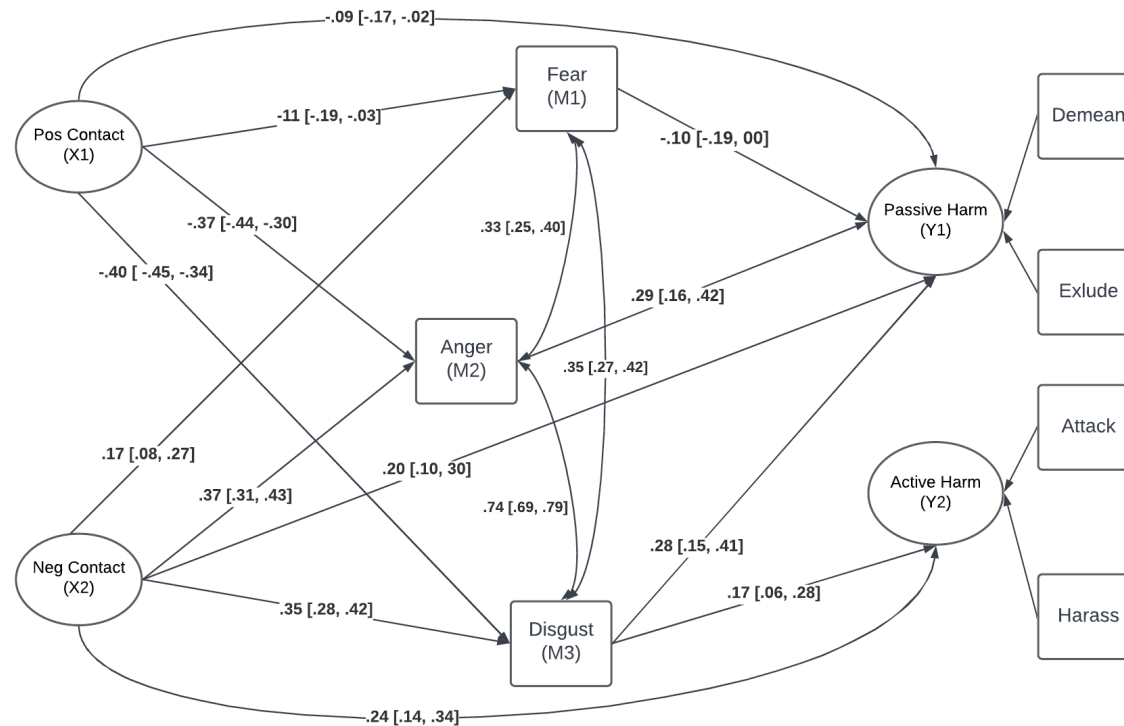 -.09 [-.17, -.02]
Fear
(M1)
Demean
-11 [-.19, -.03]
Pos Contact
(X1)
-.10 [-.19, 00]
Passive Harm
(Y1)
-.37 [-.44, -.30]
.33 [.25, .40]
-.40 [ -.45, -.34]
.29 [.16, .42]
Exlude
Anger
(M2)
.35 [.27, .42]
Attack
.17 [.08, .27]
.20 [.10, 30]
.37 [.31, .43]
.74 [.69, .79]
Active Harm
(Y2)
.28 [.15, .41]
Neg Contact
(X2)
.17 [.06, .28]
.35 [.28, .42]
Disgust
(M3)
Harass
.24 [.14, .34]